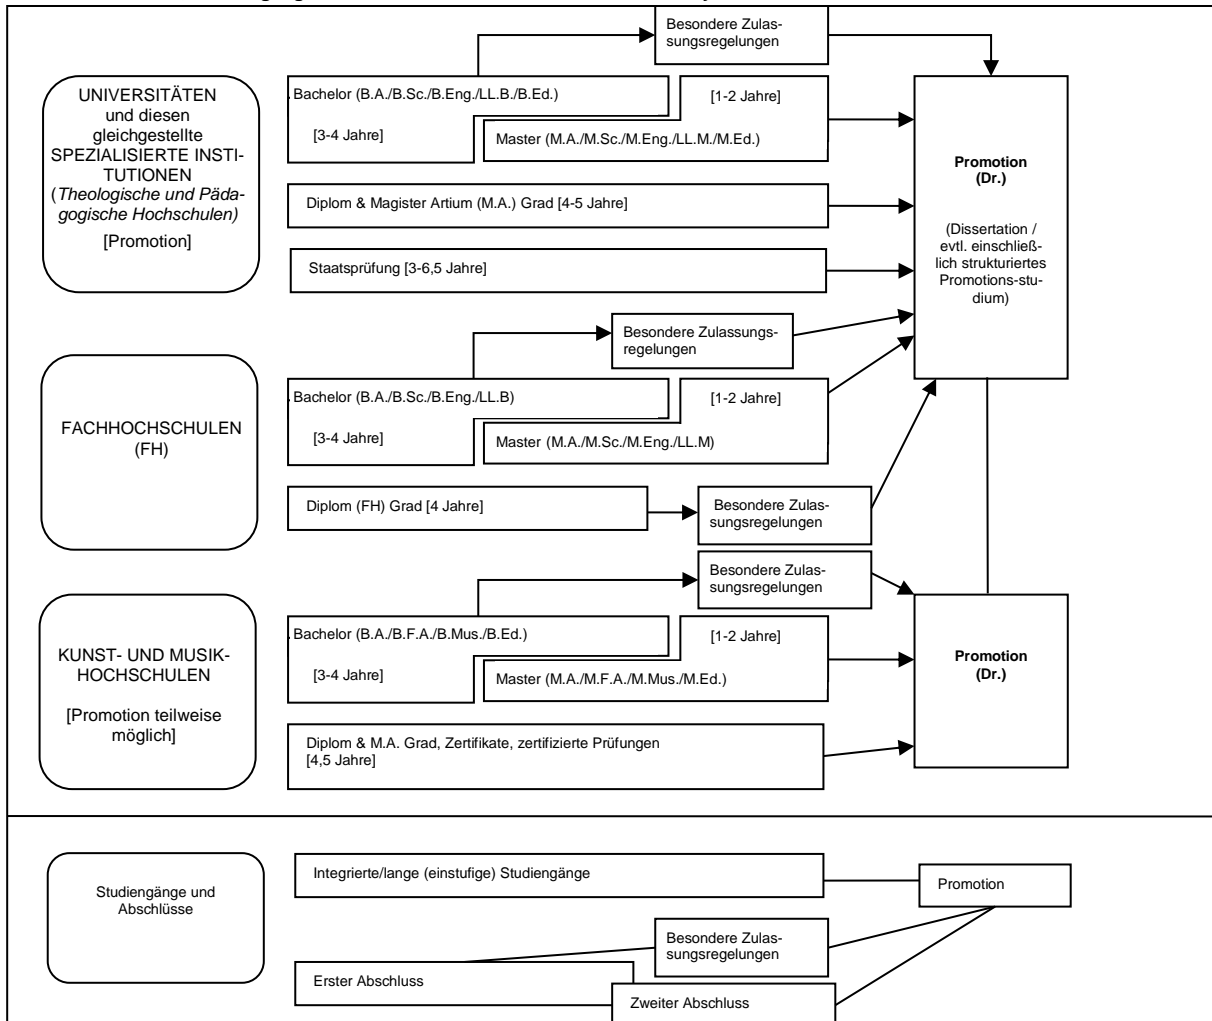 Besondere Zulas-
sungsregelungen
UNIVERSITÄTEN
und diesen
gleichgestellte
SPEZIALISIERTE INSTI-
TUTIONEN
(Theologische und Päda-
gogische Hochschulen)
[Promotion]
Bachelor (B.A./B.Sc./B.Eng./LL.B./B.Ed.)
[3-4 Jahre]
[1-2 Jahre]
Master (M.A./M.Sc./M.Eng./LL.M./M.Ed.)
Diplom & Magister Artium (M.A.) Grad [4-5 Jahre]
Staatsprüfung [3-6,5 Jahre]
Promotion
(Dr.)
(Dissertation /
evtl. einschließ-
lich strukturiertes
Promotions-stu-
dium)
Besondere Zulassungs-
regelungen
FACHHOCHSCHULEN
(FH)
Bachelor (B.A./B.Sc./B.Eng./LL.B)
[3-4 Jahre]
[1-2 Jahre]
Master (M.A./M.Sc./M.Eng./LL.M)
Diplom (FH) Grad [4 Jahre]
Besondere Zulas-
sungsregelungen
Besondere Zulas-
sungsregelungen
KUNST- UND MUSIK-
HOCHSCHULEN
[Promotion teilweise
möglich]
Bachelor (B.A./B.F.A./B.Mus./B.Ed.)
[3-4 Jahre]
[1-2 Jahre]
Master (M.A./M.F.A./M.Mus./M.Ed.)
Diplom & M.A. Grad, Zertifikate, zertifizierte Prüfungen
[4,5 Jahre]
Promotion
(Dr.)
Studiengänge und
Abschlüsse
Integrierte/lange (einstufige) Studiengänge
Promotion
Besondere Zulas-
sungsregelungen
Erster Abschluss
Zweiter Abschluss